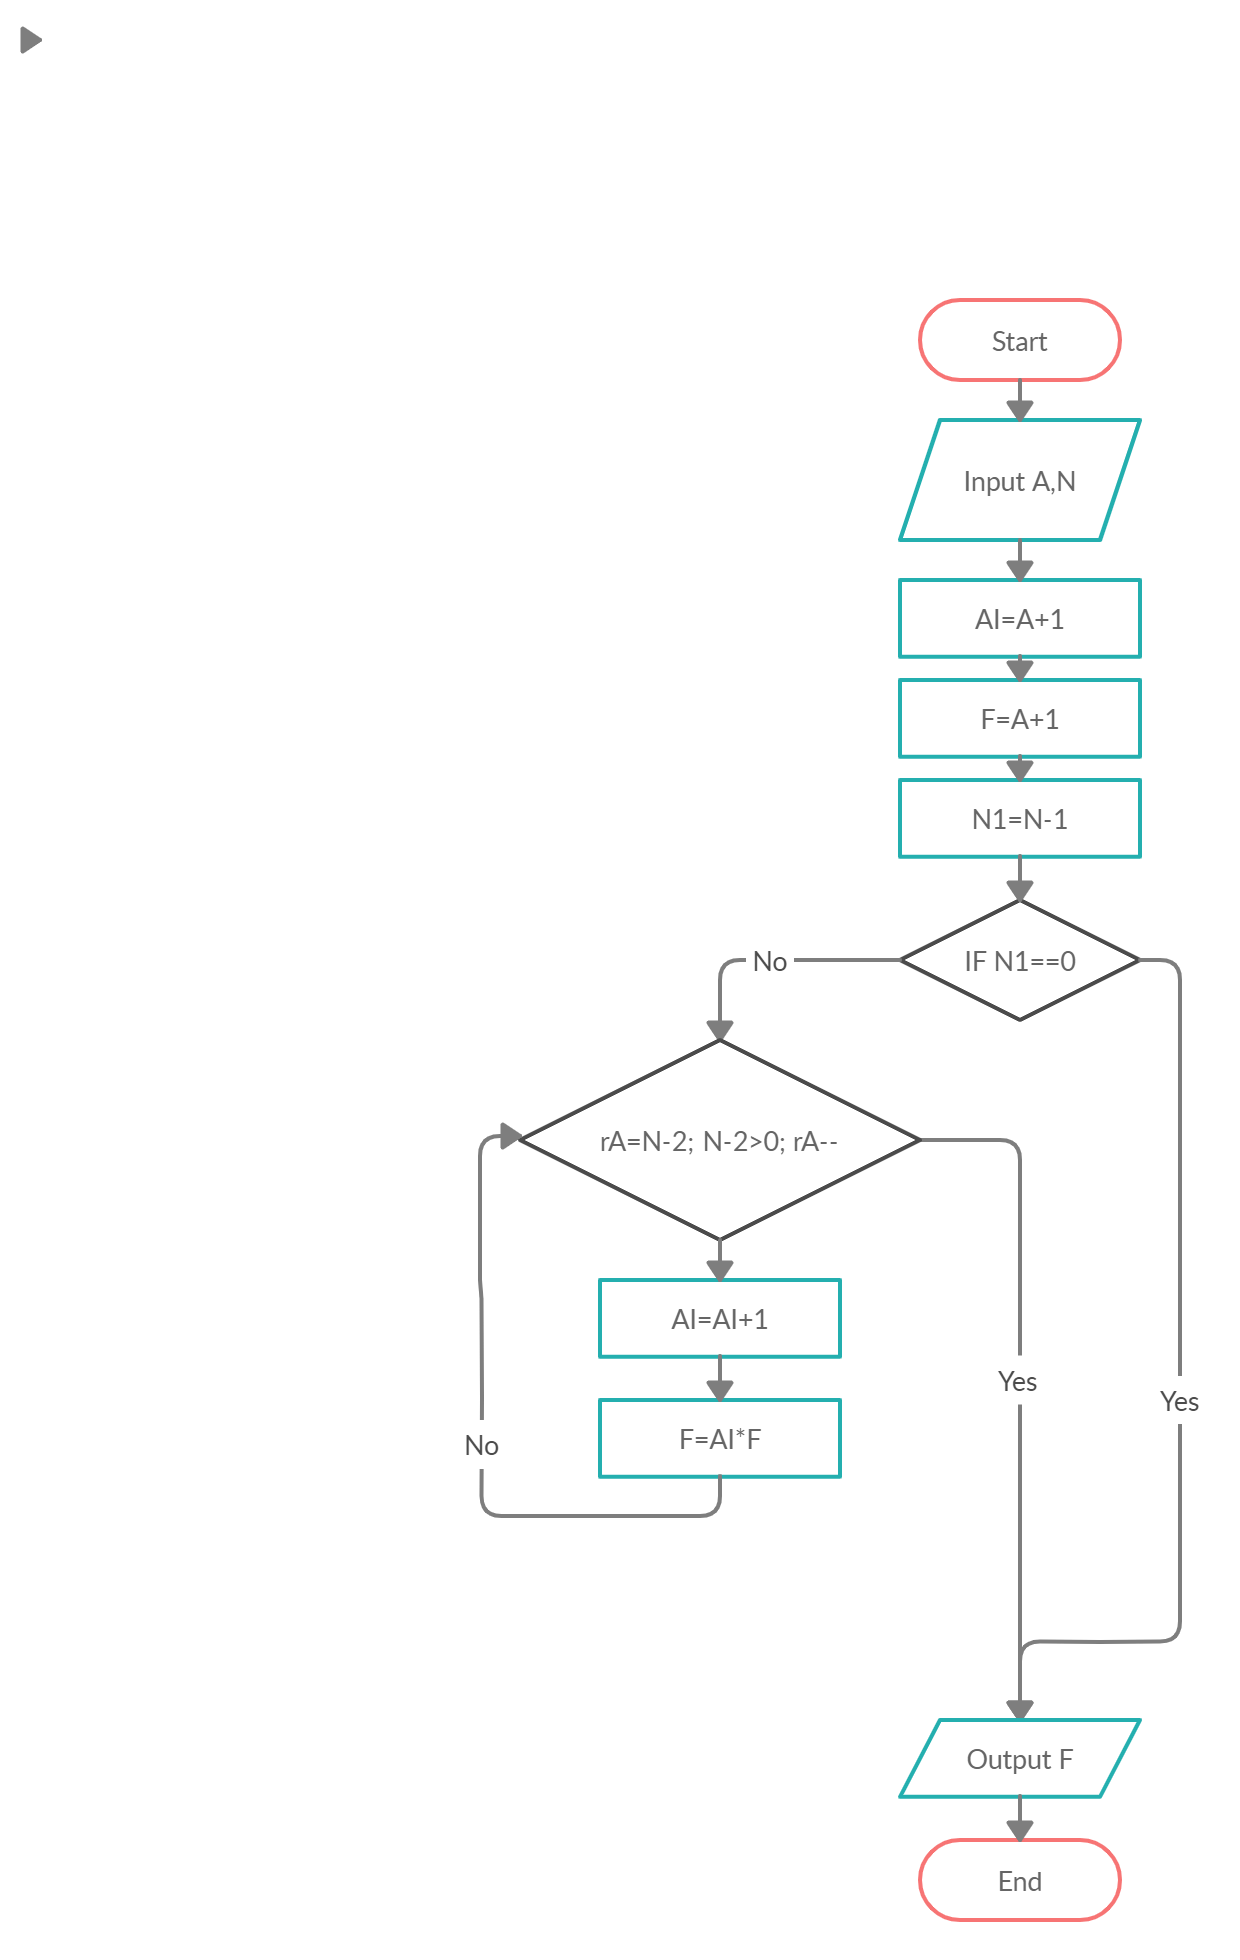 Start
Input A,N
AI=A+1
F=A+1
N1=N-1
IF N1==0
No
rA=N-2; N-2>0; rA--
AI=AI+1
F=AI*F
No
Yes
Yes
Output F
End